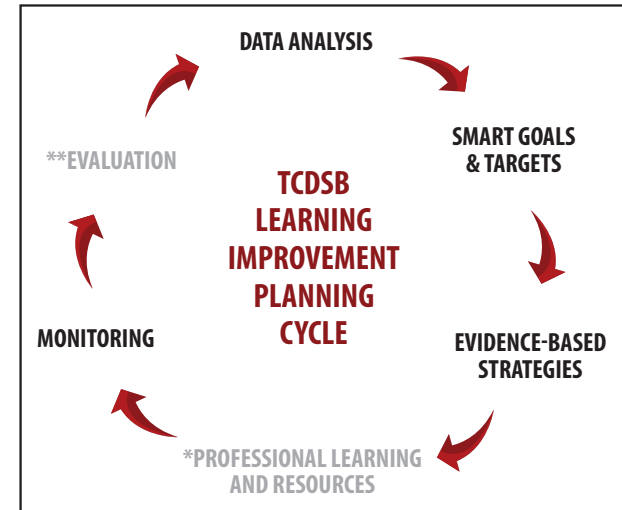 DATA ANALYSIS
SMART GOALS
& TARGETS
EVIDENCE-BASED
STRATEGIES
*PROFESSIONAL LEARNING
AND RESOURCES
MONITORING
**EVALUATION
TCDSB
LEARNING
IMPROVEMENT
PLANNING
CYCLE